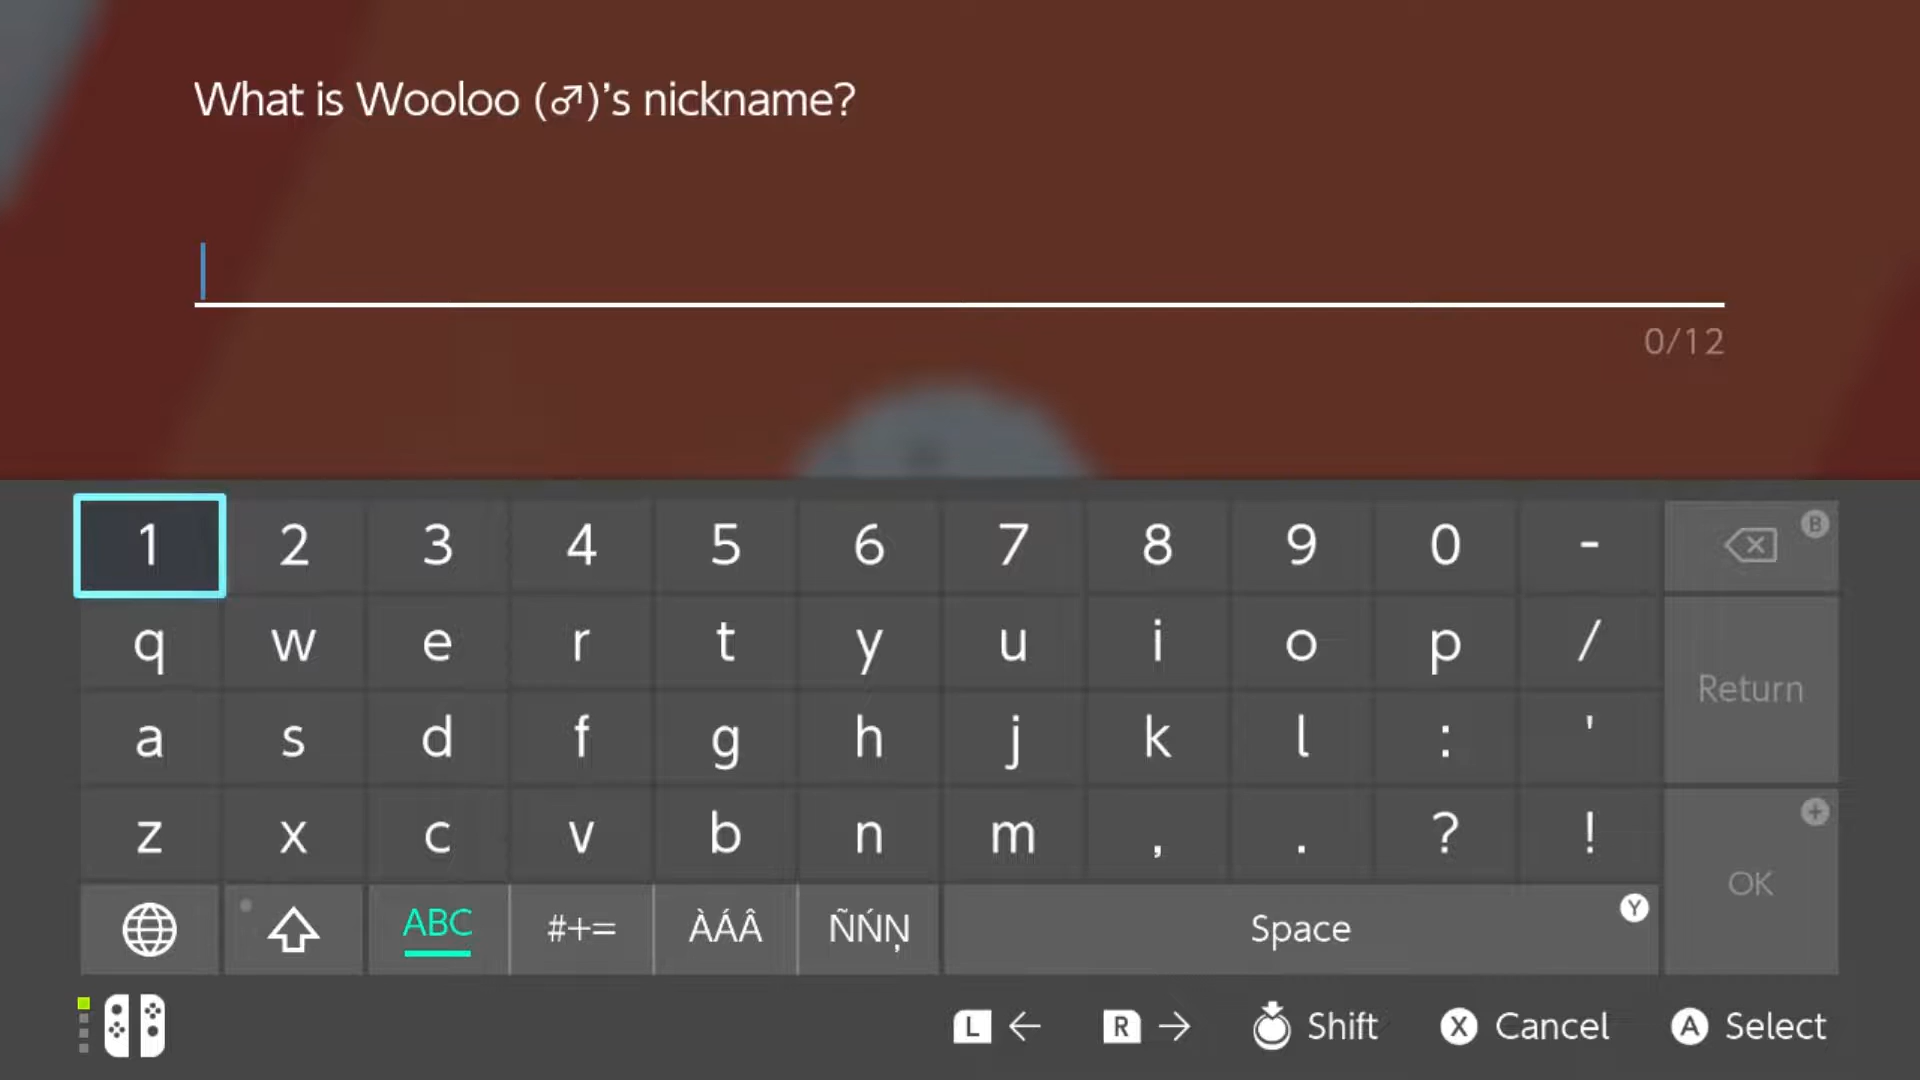 What is Wooloo (♂)'s nickname?
0/12
1 2 3 4 5 6 7 8 9 0 - B
q w e r t y u i o p / Return
a s d f g h j k l : '
z x c v b n m , . ? ! +
ABC #+= ÀÁÂ ÑŃŅ Space Y OK
L ← R → Shift X Cancel A Select